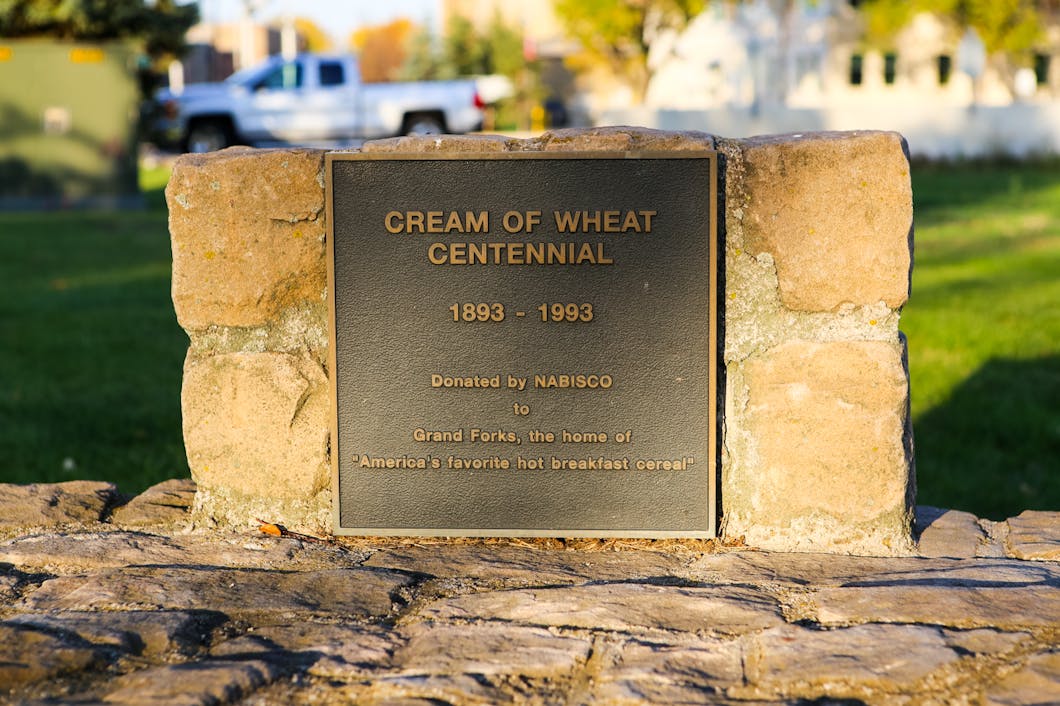 CREAM OF WHEAT
CENTENNIAL
1893 - 1993
Donated by NABISCO
to
Grand Forks, the home of
"America's favorite hot breakfast cereal"